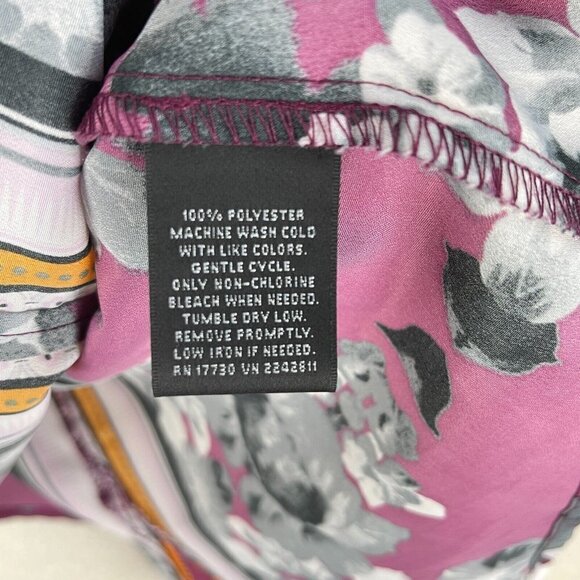 100% POLYESTER
MACHINE WASH COLD
WITH LIKE COLORS.
GENTLE CYCLE.
ONLY NON-CHLORINE
BLEACH WHEN NEEDED.
TUMBLE DRY LOW.
REMOVE PROMPTLY.
LOW IRON IF NEEDED.
RN 17730 VN 2242811